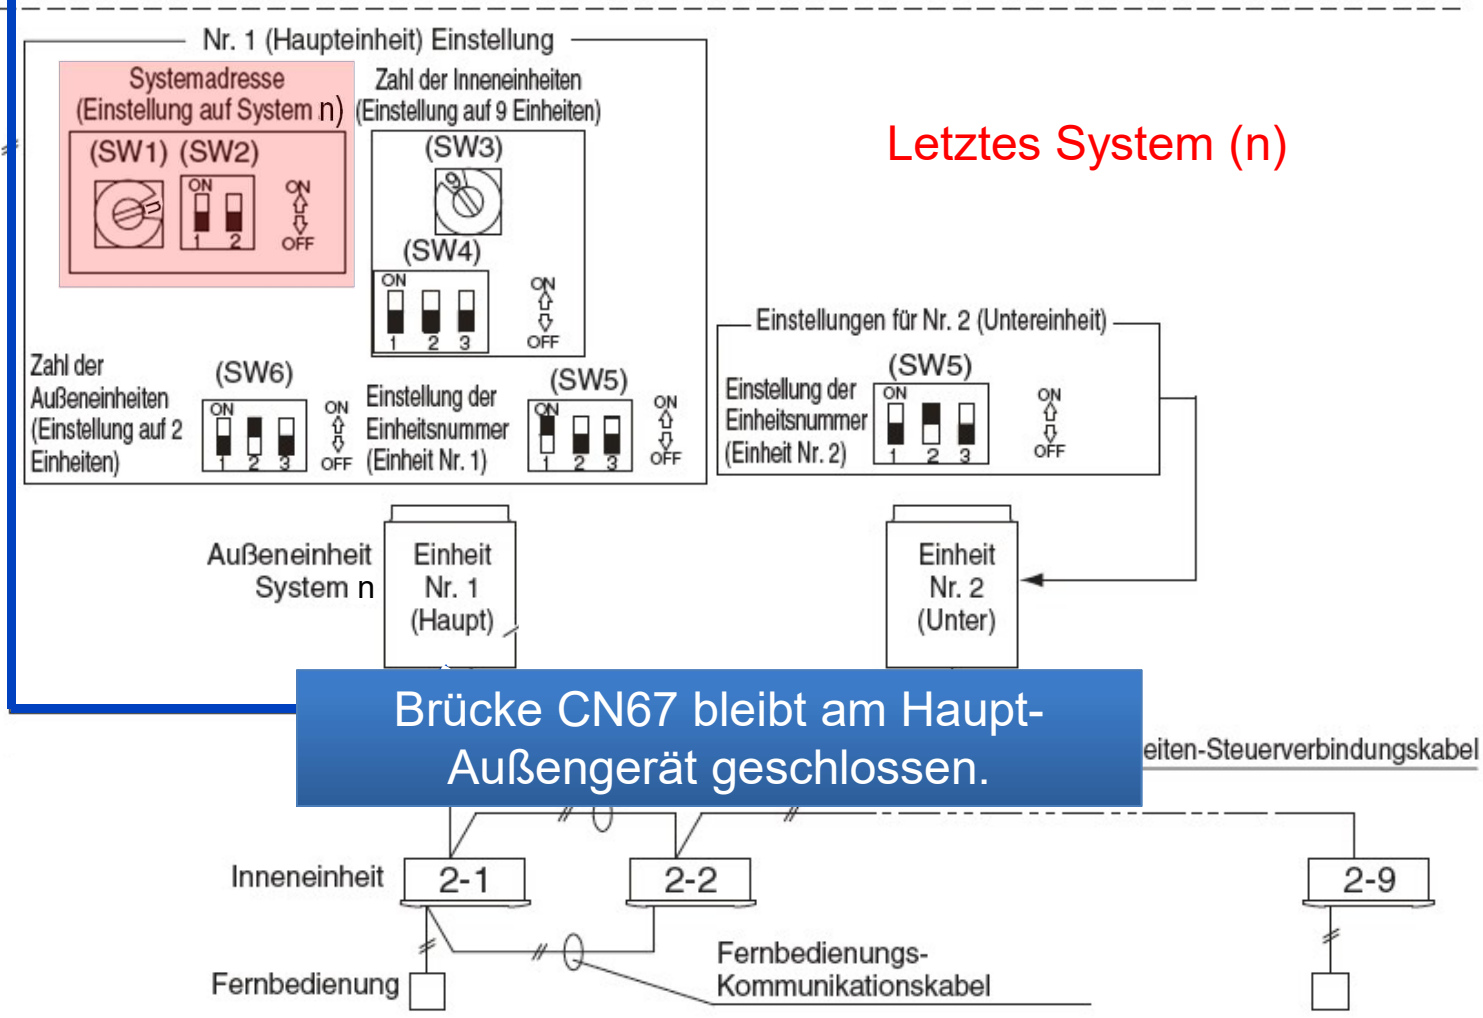 Nr. 1 (Haupteinheit) Einstellung
Systemadresse
(Einstellung auf System n)
(SW1) (SW2)
n
ON
1 2
ON
OFF
Zahl der Inneneinheiten
(Einstellung auf 9 Einheiten)
(SW3)
9
(SW4)
ON
1 2 3
ON
OFF
Letztes System (n)
Zahl der
Außeneinheiten
(Einstellung auf 2
Einheiten)
(SW6)
ON
1 2 3
ON
OFF
Einstellung der
Einheitsnummer
(Einheit Nr. 1)
(SW5)
ON
1 2 3
ON
OFF
Einstellungen für Nr. 2 (Untereinheit)
Einstellung der
Einheitsnummer
(Einheit Nr. 2)
(SW5)
ON
1 2 3
ON
OFF
Außeneinheit
System n
Einheit
Nr. 1
(Haupt)
Einheit
Nr. 2
(Unter)
Brücke CN67 bleibt am Haupt-
Außengerät geschlossen.
eiten-Steuerverbindungskabel
Inneneinheit
2-1
2-2
2-9
Fernbedienung
Fernbedienungs-
Kommunikationskabel